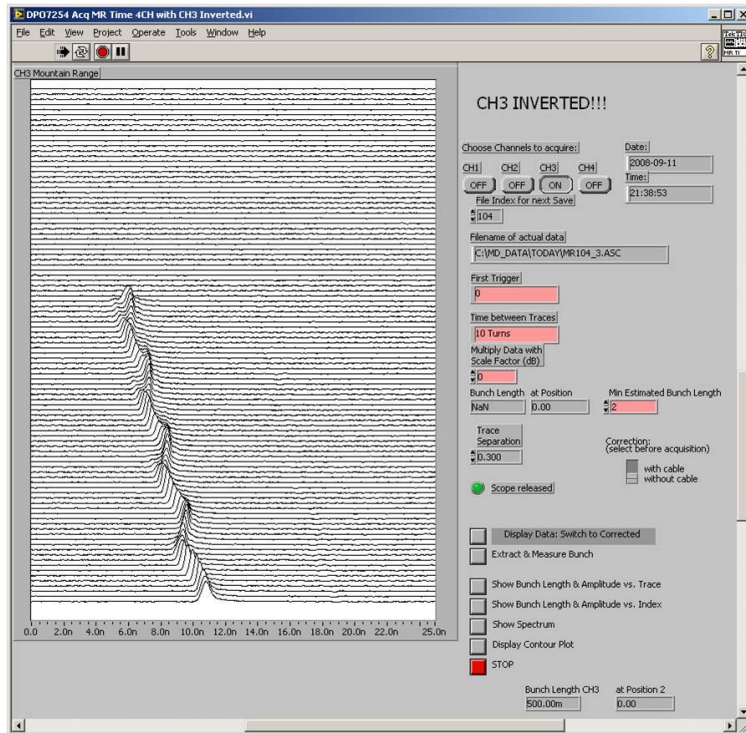 DPO7254 Acq MR Time 4CH with CH3 Inverted.vi
File Edit View Project Operate Tools Window Help
CH3 Mountain Range
CH3 INVERTED!!!
Choose Channels to acquire:
Date:
2008-09-11
CH1 CH2 CH3 CH4
Time:
OFF OFF ON OFF
21:38:53
File Index for next Save
104
Filename of actual data
C:\MD_DATA\TODAY\MR104_3.ASC
First Trigger
0
Time between Traces
10 Turns
Multiply Data with
Scale Factor (dB)
0
Bunch Length at Position Min Estimated Bunch Length
NaN 0.00 2
Trace
Separation
0.300
Correction:
(select before acquisition)
with cable
without cable
Scope released
Display Data: Switch to Corrected
Extract & Measure Bunch
Show Bunch Length & Amplitude vs. Trace
Show Bunch Length & Amplitude vs. Index
Show Spectrum
Display Contour Plot
STOP
0.0 2.0n 4.0n 6.0n 8.0n 10.0n 12.0n 14.0n 16.0n 18.0n 20.0n 22.0n 25.0n
Bunch Length CH3 at Position 2
500.00m 0.00